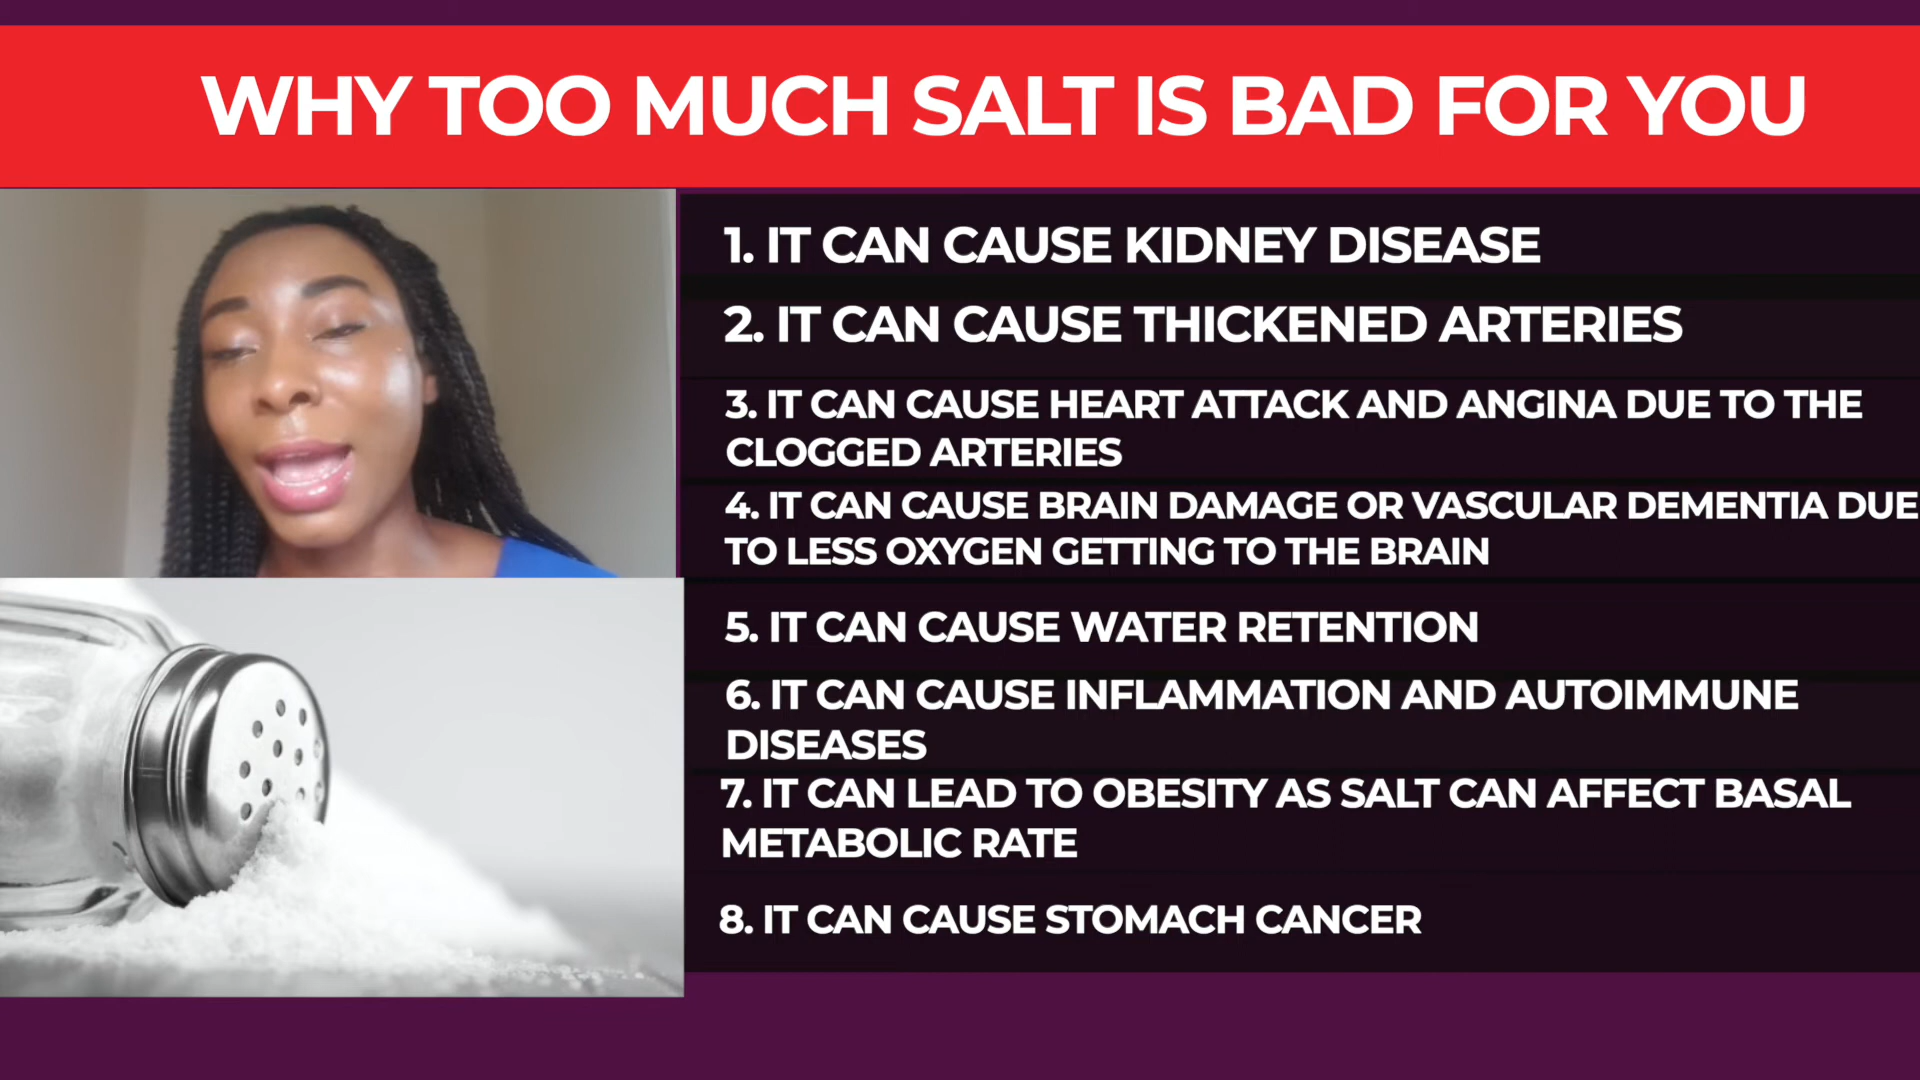 WHY TOO MUCH SALT IS BAD FOR YOU
1. IT CAN CAUSE KIDNEY DISEASE
2. IT CAN CAUSE THICKENED ARTERIES
3. IT CAN CAUSE HEART ATTACK AND ANGINA DUE TO THE
CLOGGED ARTERIES
4. IT CAN CAUSE BRAIN DAMAGE OR VASCULAR DEMENTIA DUE
TO LESS OXYGEN GETTING TO THE BRAIN
5. IT CAN CAUSE WATER RETENTION
6. IT CAN CAUSE INFLAMMATION AND AUTOIMMUNE
DISEASES
7. IT CAN LEAD TO OBESITY AS SALT CAN AFFECT BASAL
METABOLIC RATE
8. IT CAN CAUSE STOMACH CANCER